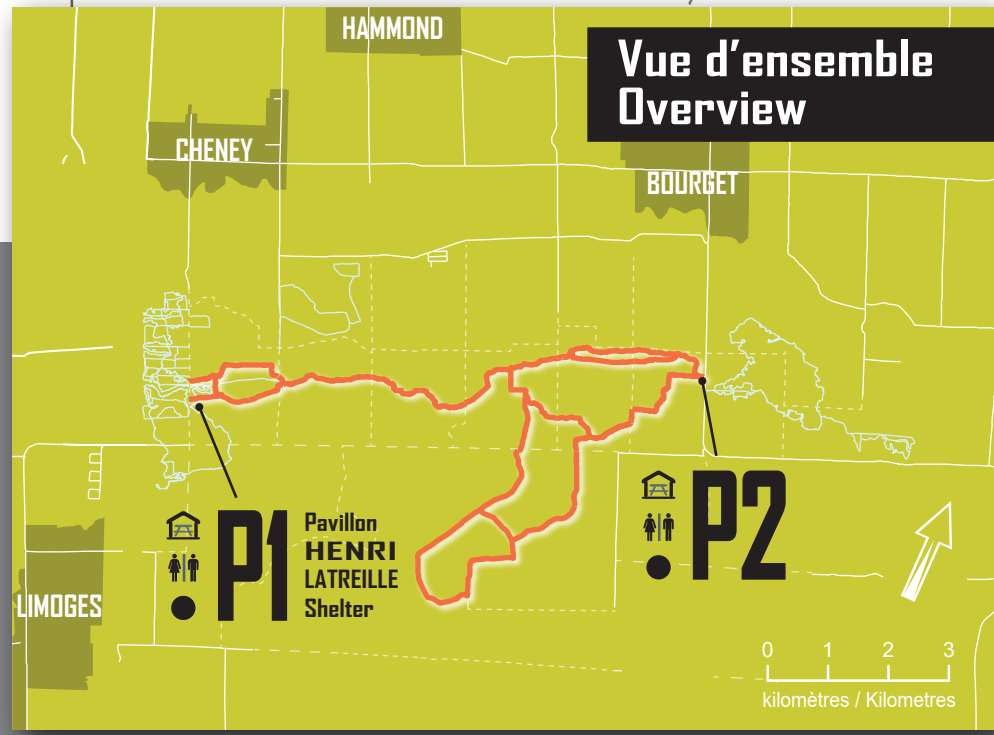 HAMMOND
Vue d'ensemble
Overview
CHENEY
BOURGET
P1
Pavillon
HENRI
LATREILLE
Shelter
P2
LIMOGES
0 1 2 3
kilomètres / Kilometres